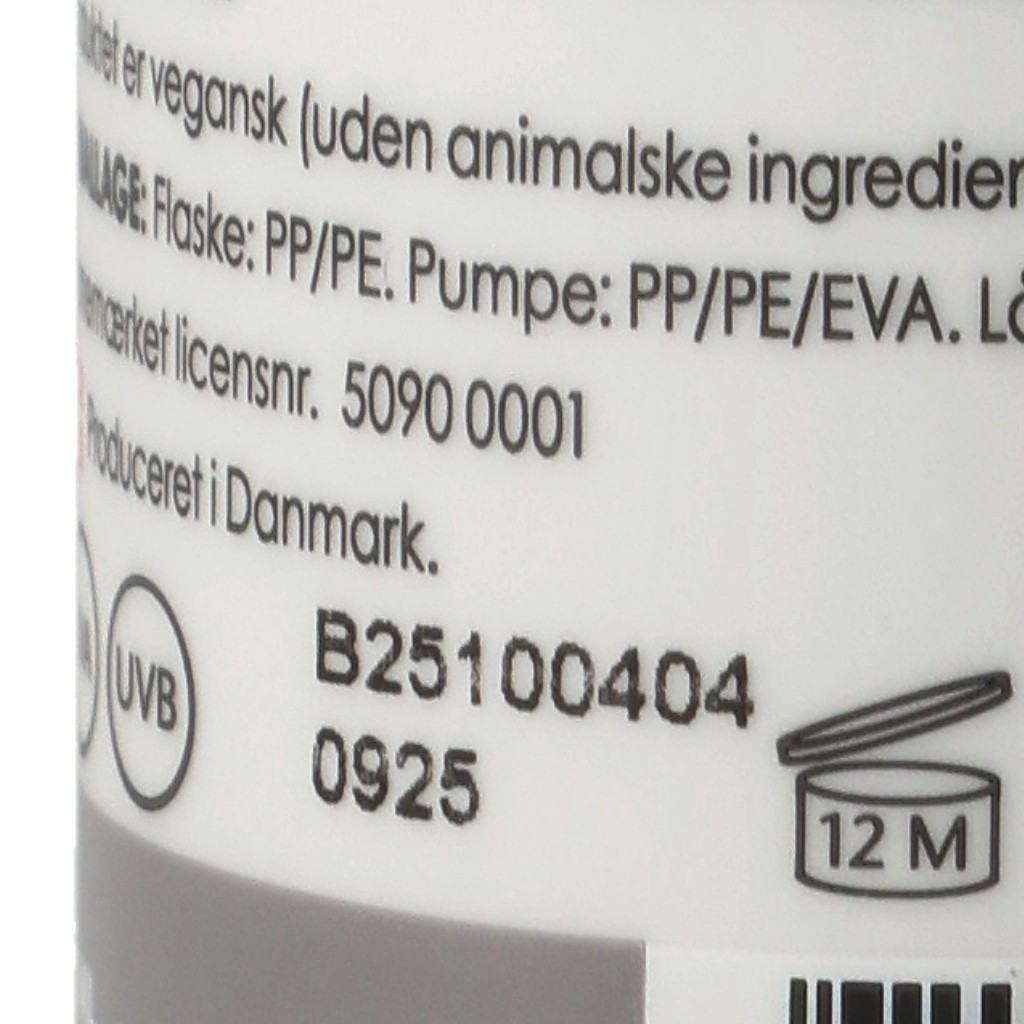 er vegansk (uden animalske
Flaske: PP/PE. Pumpe: PP/PE/EVA.
licensnr. 5090 0001
Produceret i Danmark.
UVB
B25100404
0925
12 M